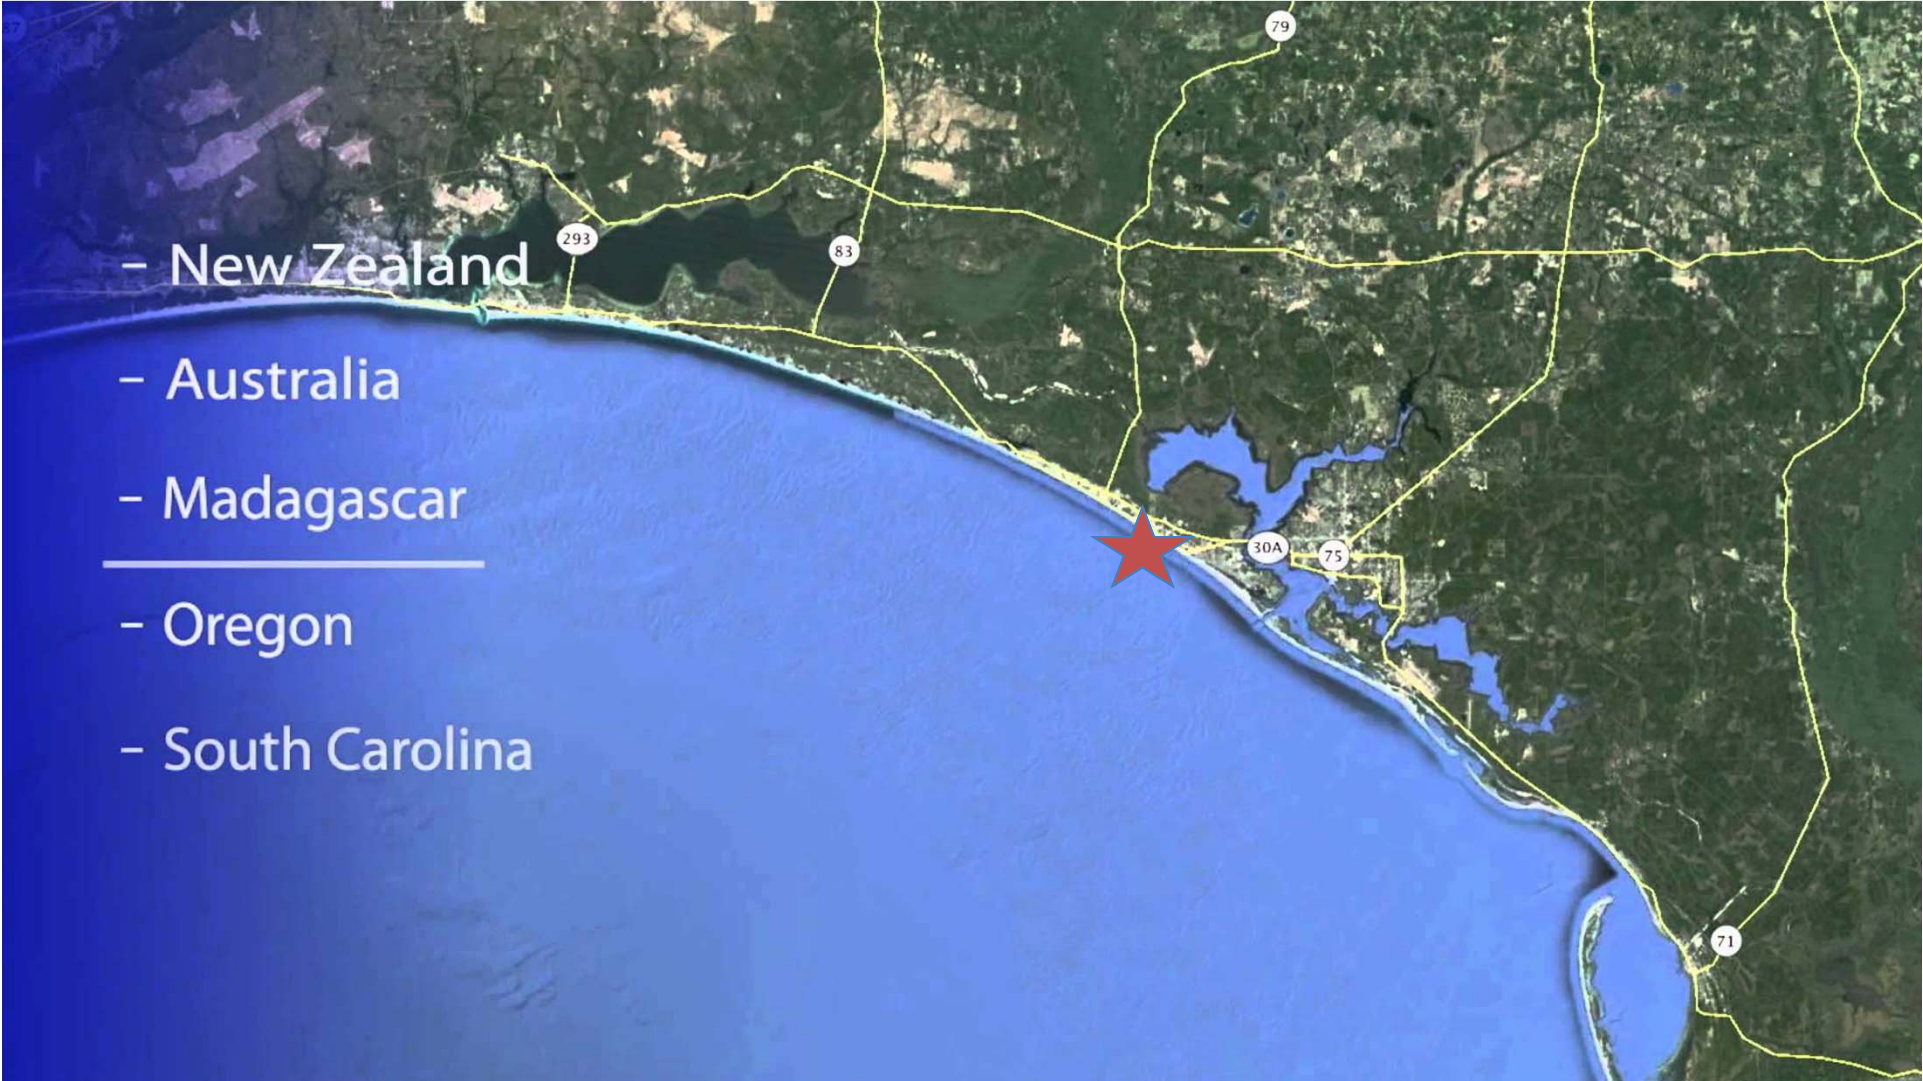 79
293
83
– New Zealand
– Australia
– Madagascar
30A
75
– Oregon
– South Carolina
71